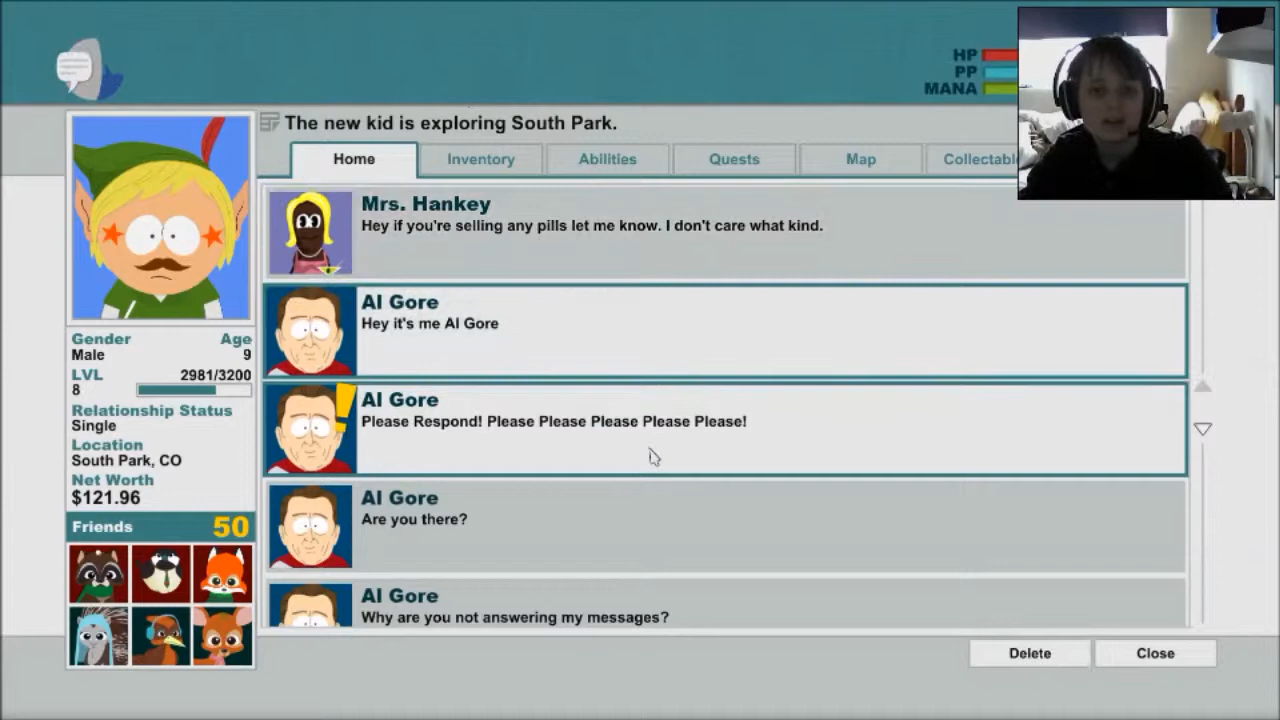 HP
PP
MANA
The new kid is exploring South Park.
Home
Inventory
Abilities
Quests
Map
Collectabl
Gender
Age
Male
9
LVL
2981/3200
8
Relationship Status
Single
Location
South Park, CO
Net Worth
$121.96
Friends
50
Mrs. Hankey
Hey if you're selling any pills let me know. I don't care what kind.
Al Gore
Hey it's me Al Gore
Al Gore
Please Respond! Please Please Please Please Please!
Al Gore
Are you there?
Al Gore
Why are you not answering my messages?
Delete
Close